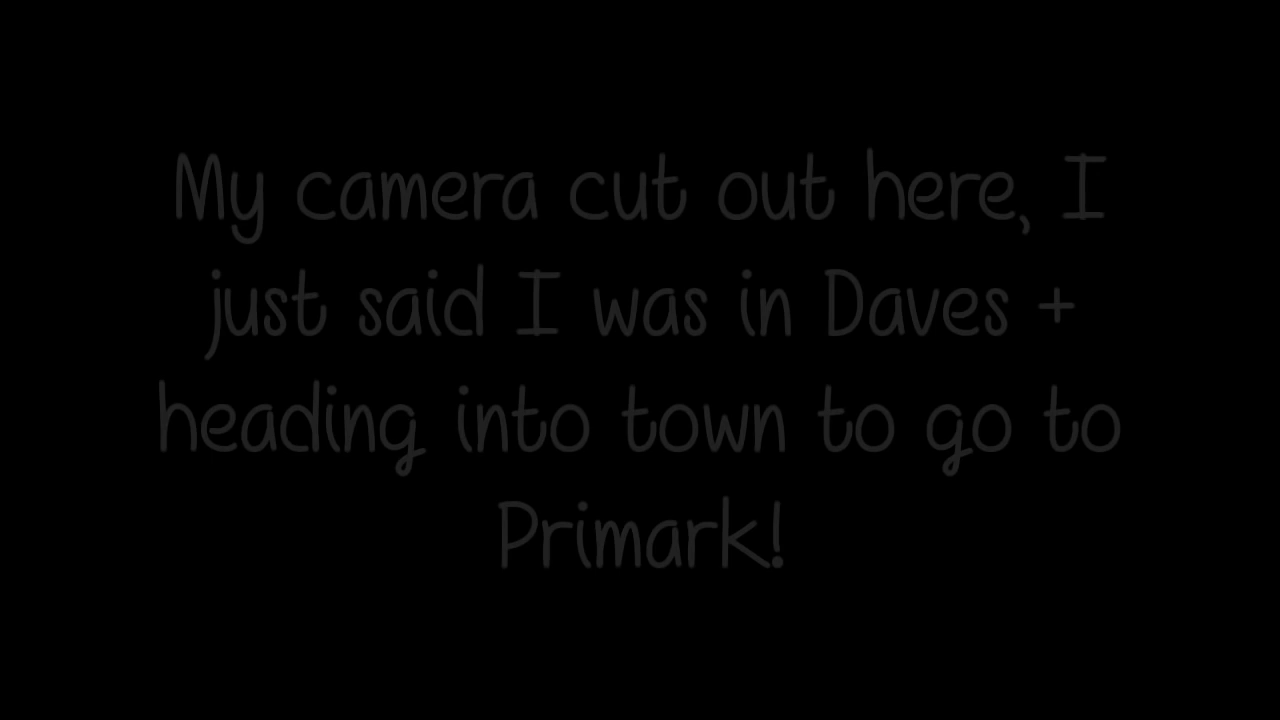 My camera cut out here, I
just said I was in Daves +
heading into town to go to
Primark!